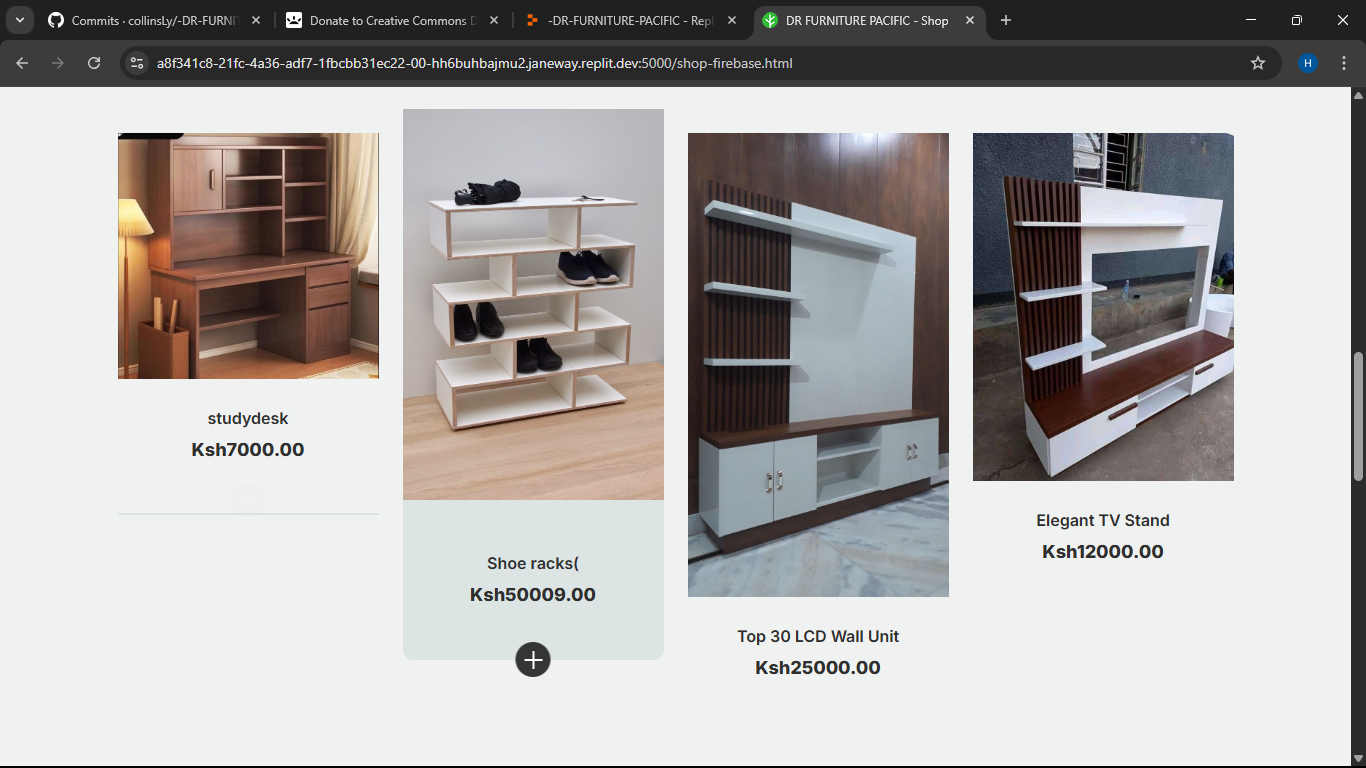 Commits · collinsLy/-DR-FURNI
Donate to Creative Commons D
-DR-FURNITURE-PACIFIC - Repl
DR FURNITURE PACIFIC - Shop
a8f341c8-21fc-4a36-adf7-1fbcbb31ec22-00-hh6buhbajmu2.janeway.replit.dev:5000/shop-firebase.html
H
studydesk
Ksh7000.00
Shoe racks(
Ksh50009.00
Top 30 LCD Wall Unit
Ksh25000.00
Elegant TV Stand
Ksh12000.00